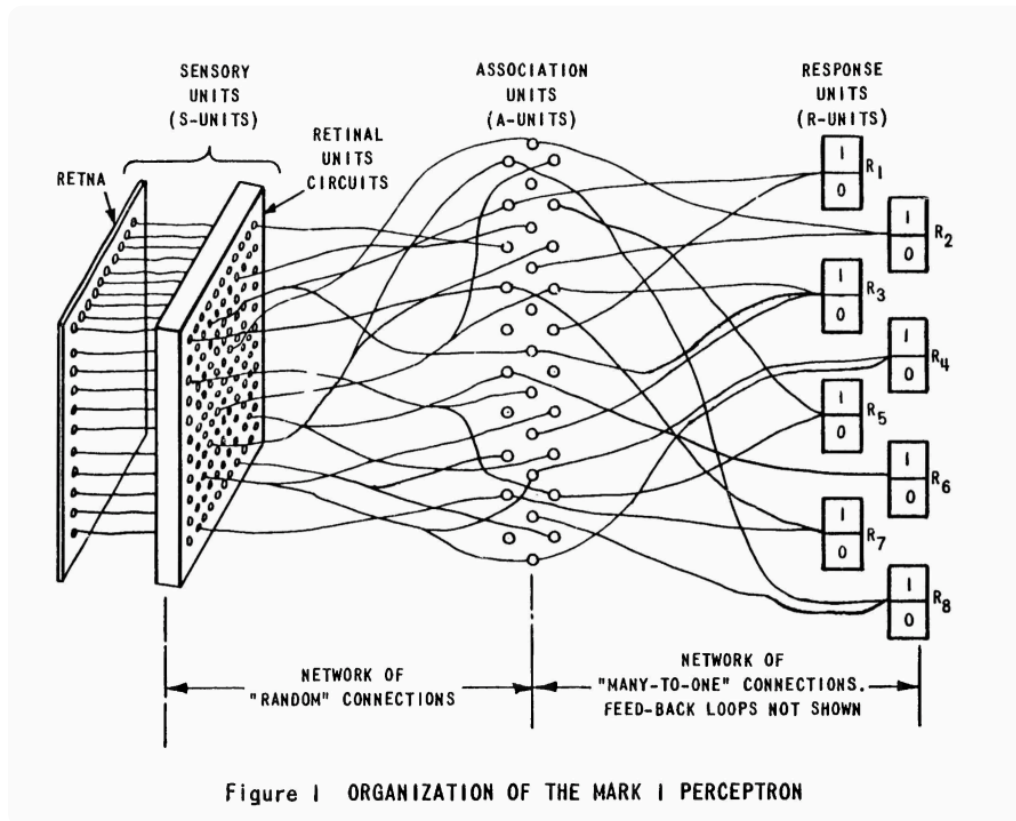 SENSORY
UNITS
(S-UNITS)
ASSOCIATION
UNITS
(A-UNITS)
RESPONSE
UNITS
(R-UNITS)
RETINAL
UNITS
CIRCUITS
RETNA
1
0
R1
1
0
R2
1
0
R3
1
0
R4
1
0
R5
1
0
R6
1
0
R7
1
0
R8
NETWORK OF
"RANDOM" CONNECTIONS
NETWORK OF
"MANY-TO-ONE" CONNECTIONS.
FEED-BACK LOOPS NOT SHOWN
Figure 1 ORGANIZATION OF THE MARK 1 PERCEPTRON